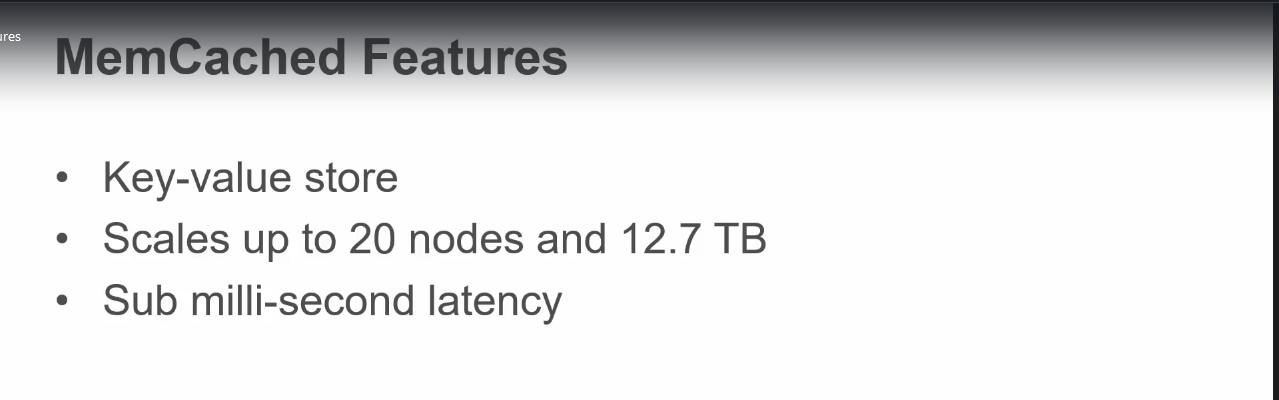 ures
MemCached Features
• Key-value store
• Scales up to 20 nodes and 12.7 TB
• Sub milli-second latency